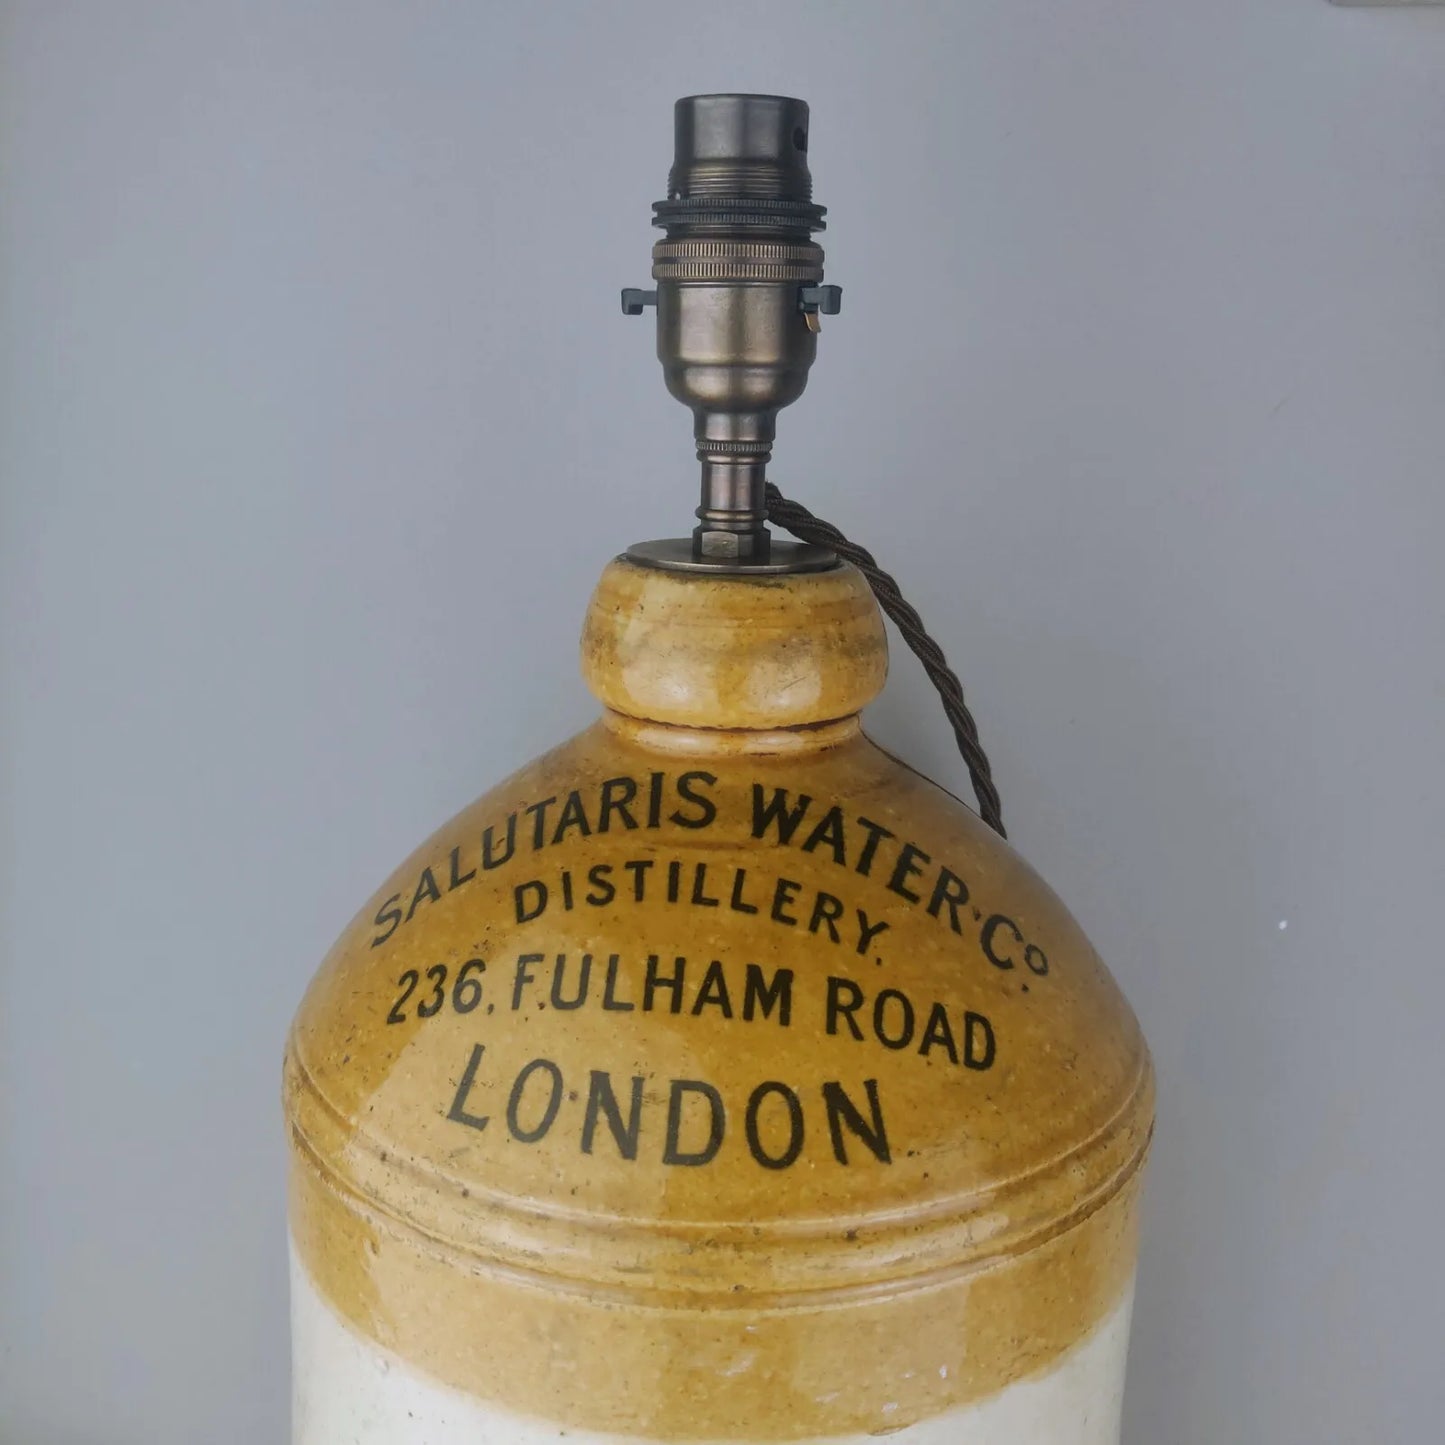 SALUTARIS WATER Co
DISTILLERY.
236, FULHAM ROAD
LONDON